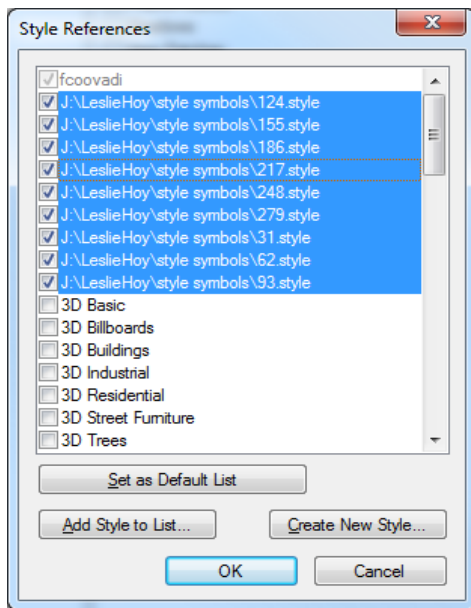 Style References
fcoovadi
J:\LeslieHoy\style symbols\124.style
J:\LeslieHoy\style symbols\155.style
J:\LeslieHoy\style symbols\186.style
J:\LeslieHoy\style symbols\217.style
J:\LeslieHoy\style symbols\248.style
J:\LeslieHoy\style symbols\279.style
J:\LeslieHoy\style symbols\31.style
J:\LeslieHoy\style symbols\62.style
J:\LeslieHoy\style symbols\93.style
3D Basic
3D Billboards
3D Buildings
3D Industrial
3D Residential
3D Street Furniture
3D Trees
Set as Default List
Add Style to List...
Create New Style...
OK
Cancel